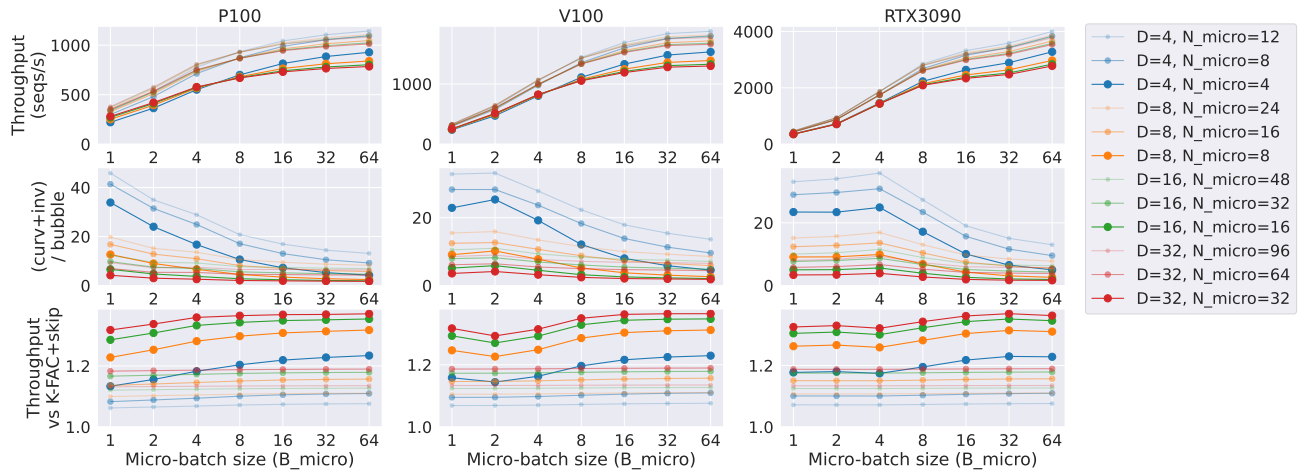 P100
V100
RTX3090
Throughput
(seqs/s)
1000
500
0
1 2 4 8 16 32 64
1000
0
1 2 4 8 16 32 64
4000
2000
0
1 2 4 8 16 32 64
(curv+inv)
/ bubble
40
20
0
1 2 4 8 16 32 64
20
0
1 2 4 8 16 32 64
20
0
1 2 4 8 16 32 64
Throughput
vs K-FAC+skip
1.2
1.0
1 2 4 8 16 32 64
Micro-batch size (B_micro)
1.2
1.0
1 2 4 8 16 32 64
Micro-batch size (B_micro)
1.2
1.0
1 2 4 8 16 32 64
Micro-batch size (B_micro)
D=4, N_micro=12
D=4, N_micro=8
D=4, N_micro=4
D=8, N_micro=24
D=8, N_micro=16
D=8, N_micro=8
D=16, N_micro=48
D=16, N_micro=32
D=16, N_micro=16
D=32, N_micro=96
D=32, N_micro=64
D=32, N_micro=32